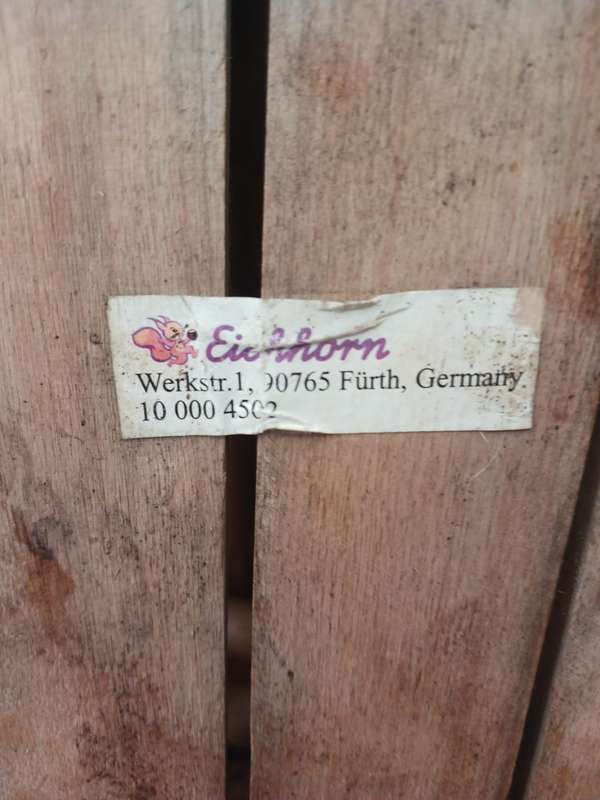 Eichhorn
Werkstr.1, 90765 Fürth, Germany
10 000 4502